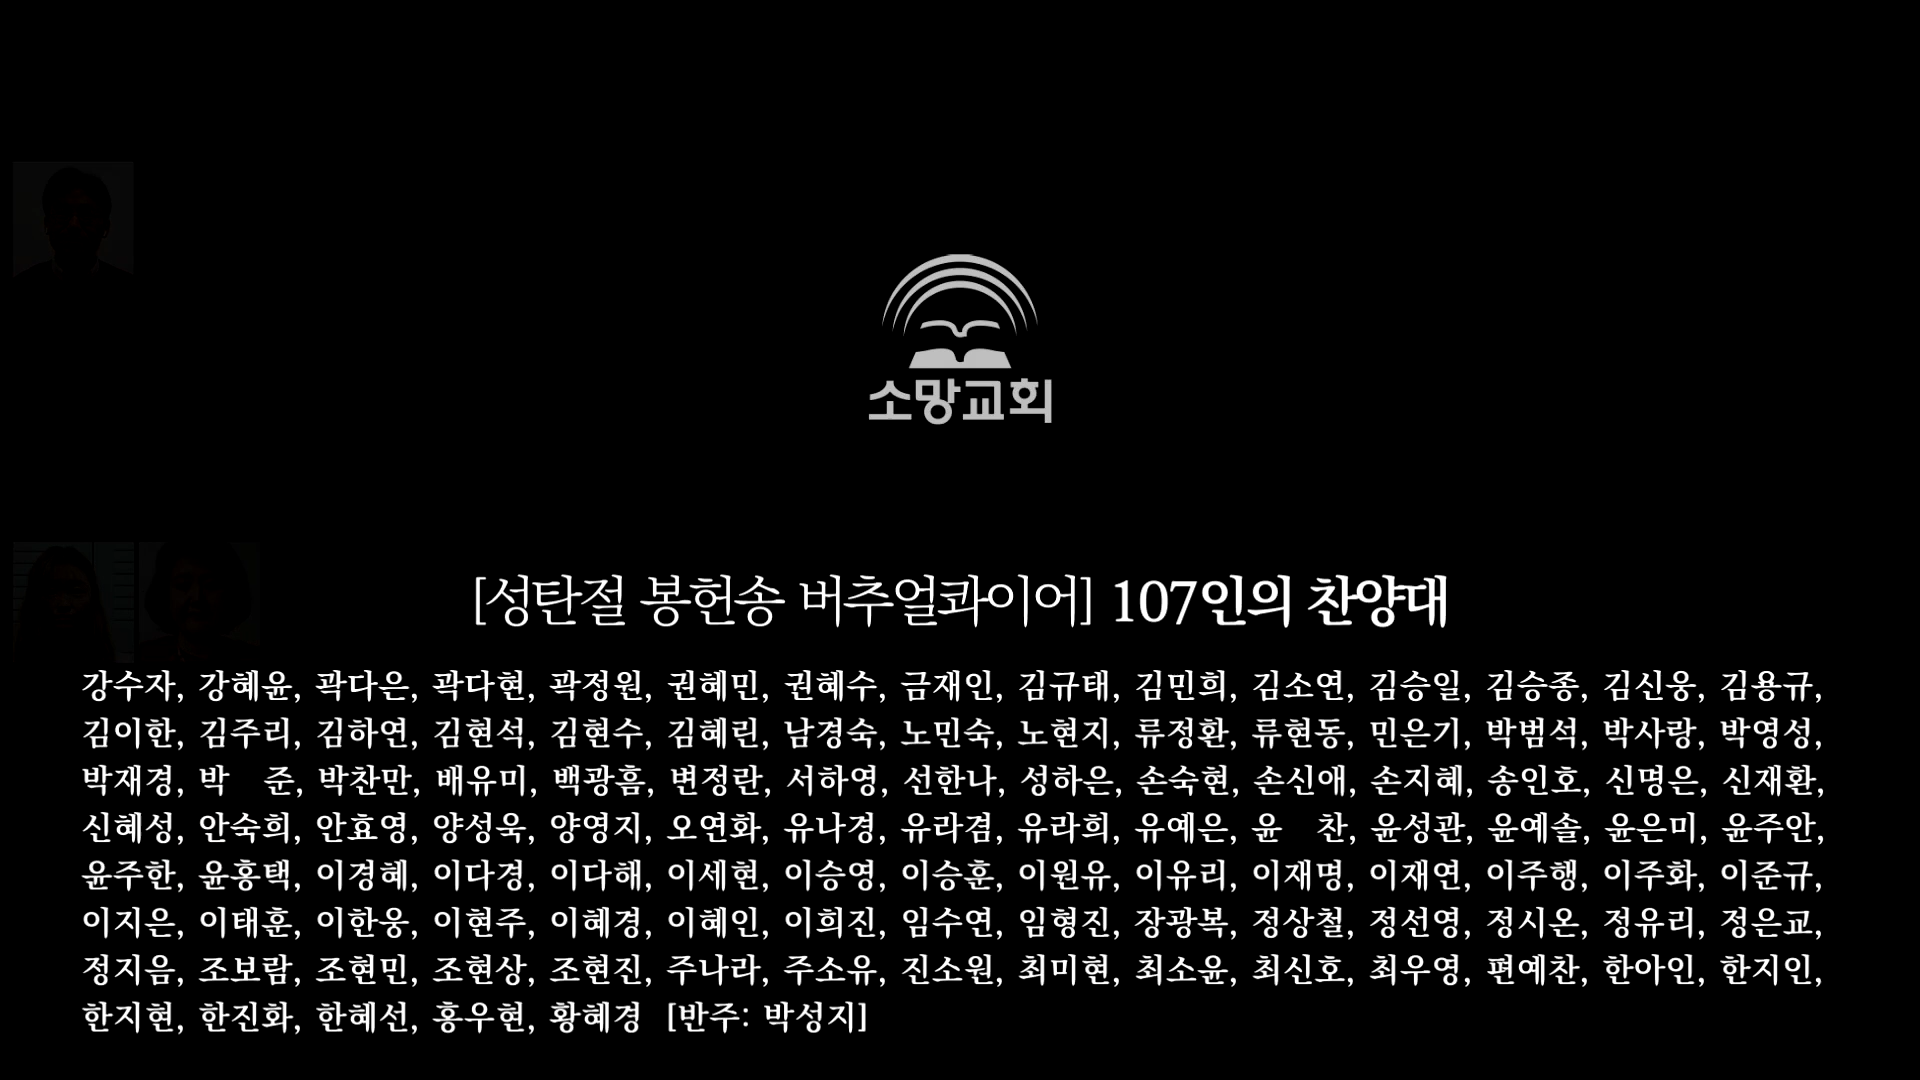 소망교회
[성탄절 봉헌송 버추얼콰이어] 107인의 찬양대
강수자, 강혜윤, 곽다은, 곽다현, 곽정원, 권혜민, 권혜수, 금재인, 김규태, 김민희, 김소연, 김승일, 김승종, 김신웅, 김용규,
김이한, 김주리, 김하연, 김현석, 김현수, 김혜린, 남경숙, 노민숙, 노현지, 류정환, 류현동, 민은기, 박범석, 박사랑, 박영성,
박재경, 박 준, 박찬만, 배유미, 백광흠, 변정란, 서하영, 선한나, 성하은, 손숙현, 손신애, 손지혜, 송인호, 신명은, 신재환,
신혜성, 안숙희, 안효영, 양성욱, 양영지, 오연화, 유나경, 유라겸, 유라희, 유예은, 윤 찬, 윤성관, 윤예솔, 윤은미, 윤주안,
윤주한, 윤홍택, 이경혜, 이다경, 이다해, 이세현, 이승영, 이승훈, 이원유, 이유리, 이재명, 이재연, 이주행, 이주화, 이준규,
이지은, 이태훈, 이한웅, 이현주, 이혜경, 이혜인, 이희진, 임수연, 임형진, 장광복, 정상철, 정선영, 정시온, 정유리, 정은교,
정지음, 조보람, 조현민, 조현상, 조현진, 주나라, 주소유, 진소원, 최미현, 최소윤, 최신호, 최우영, 편예찬, 한아인, 한지인,
한지현, 한진화, 한혜선, 홍우현, 황혜경 [반주: 박성지]